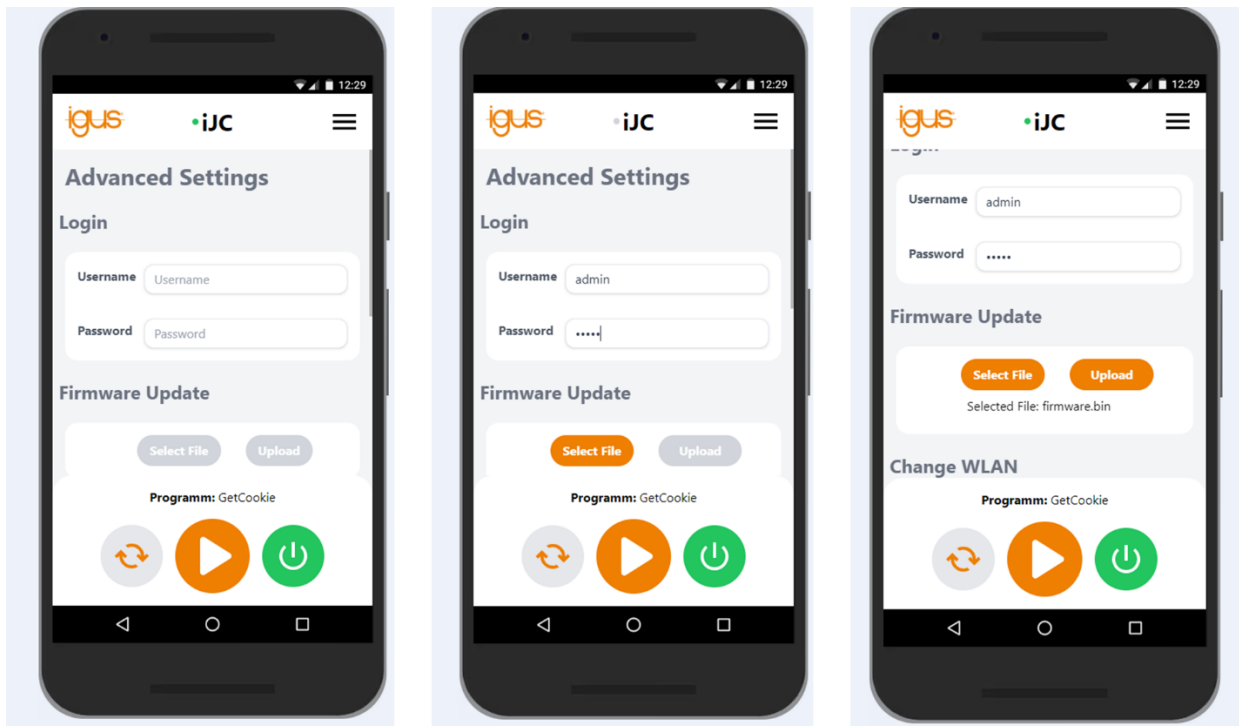 12:29
igus
iJC
Advanced Settings
Login
Username
Username
Password
Password
Firmware Update
Select File
Upload
Programm: GetCookie
12:29
igus
iJC
Advanced Settings
Login
Username
admin
Password
•••••
Firmware Update
Select File
Upload
Programm: GetCookie
12:29
igus
iJC
Login
Username
admin
Password
•••••
Firmware Update
Select File
Upload
Selected File: firmware.bin
Change WLAN
Programm: GetCookie